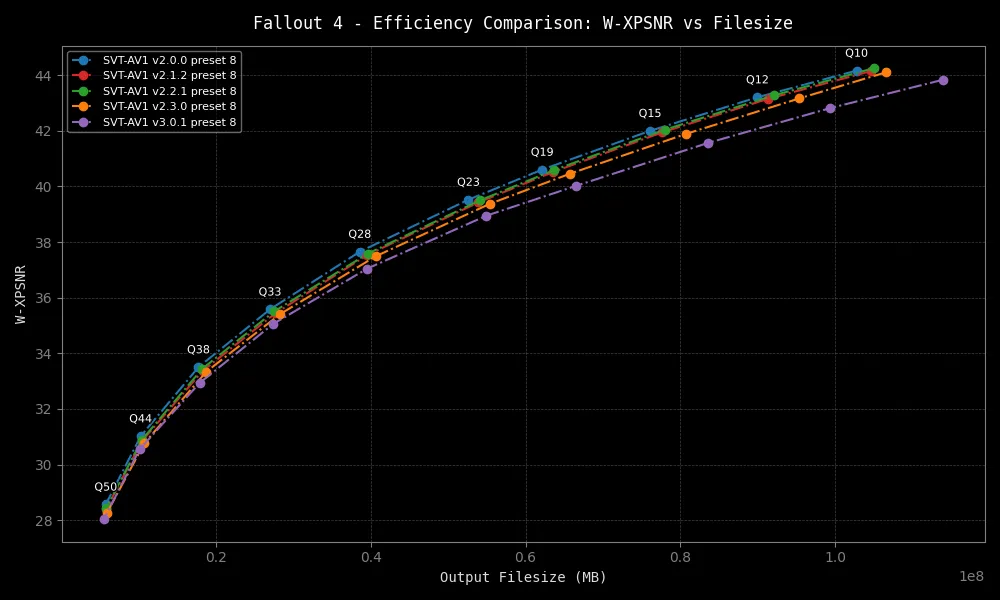 Fallout 4 - Efficiency Comparison: W-XPSNR vs Filesize
SVT-AV1 v2.0.0 preset 8
SVT-AV1 v2.1.2 preset 8
SVT-AV1 v2.2.1 preset 8
SVT-AV1 v2.3.0 preset 8
SVT-AV1 v3.0.1 preset 8
Q10
Q12
Q15
Q19
Q23
Q28
Q33
Q38
Q44
Q50
W-XPSNR
44
42
40
38
36
34
32
30
28
0.2
0.4
0.6
0.8
1.0
1e8
Output Filesize (MB)